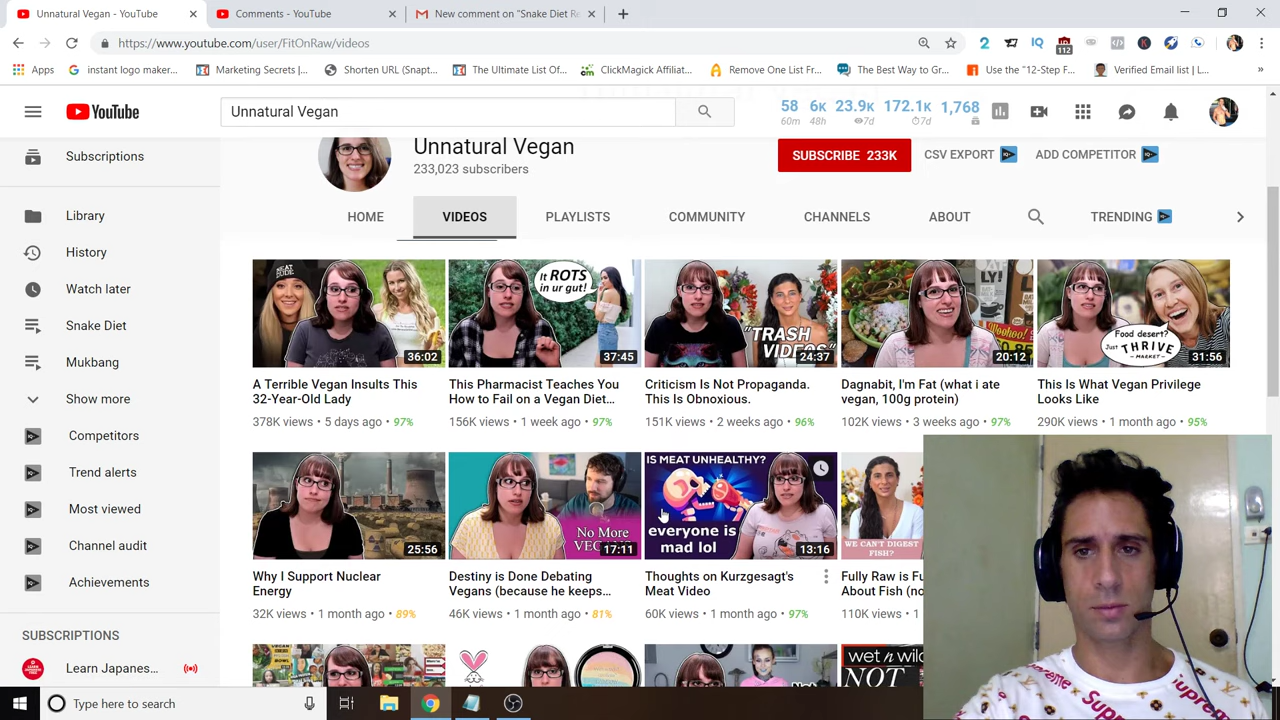 Unnatural Vegan - YouTube
Comments - YouTube
New comment on "Snake Diet Re
https://www.youtube.com/user/FitOnRaw/videos
2
IQ
112
K
Apps
instant logo maker...
Marketing Secrets |...
Shorten URL (Snapt...
The Ultimate List Of...
ClickMagick Affiliat...
Remove One List Fr...
The Best Way to Gr...
Use the "12-Step F...
Verified Email list | L...
YouTube
Unnatural Vegan
58 6K 23.9K 172.1K 1,768
60m 48h 7d 7d
Subscriptions
Unnatural Vegan
233,023 subscribers
SUBSCRIBE 233K
CSV EXPORT
ADD COMPETITOR
HOME
VIDEOS
PLAYLISTS
COMMUNITY
CHANNELS
ABOUT
TRENDING
Library
History
Watch later
Snake Diet
Mukbang
Show more
Competitors
Trend alerts
Most viewed
Channel audit
Achievements
SUBSCRIPTIONS
Learn Japanes...
36:02
A Terrible Vegan Insults This
32-Year-Old Lady
378K views • 5 days ago • 97%
It ROTS
in ur gut!
37:45
This Pharmacist Teaches You
How to Fail on a Vegan Diet...
156K views • 1 week ago • 97%
"TRASH
VIDEOS"
24:37
Criticism Is Not Propaganda.
This Is Obnoxious.
151K views • 2 weeks ago • 96%
20:12
Dagnabit, I'm Fat (what i ate
vegan, 100g protein)
102K views • 3 weeks ago • 97%
Food desert?
Just THRIVE
MARKET
31:56
This Is What Vegan Privilege
Looks Like
290K views • 1 month ago • 95%
25:56
Why I Support Nuclear
Energy
32K views • 1 month ago • 89%
No More
17:11
Destiny is Done Debating
Vegans (because he keeps...
46K views • 1 month ago • 81%
IS MEAT UNHEALTHY?
everyone is
mad lol
13:16
Thoughts on Kurzgesagt's
Meat Video
60K views • 1 month ago • 97%
WE CAN'T DIGEST
FISH?
Fully Raw is Fu
About Fish (no
110K views • 1
wet n wild
NOT
Type here to search
Supreme